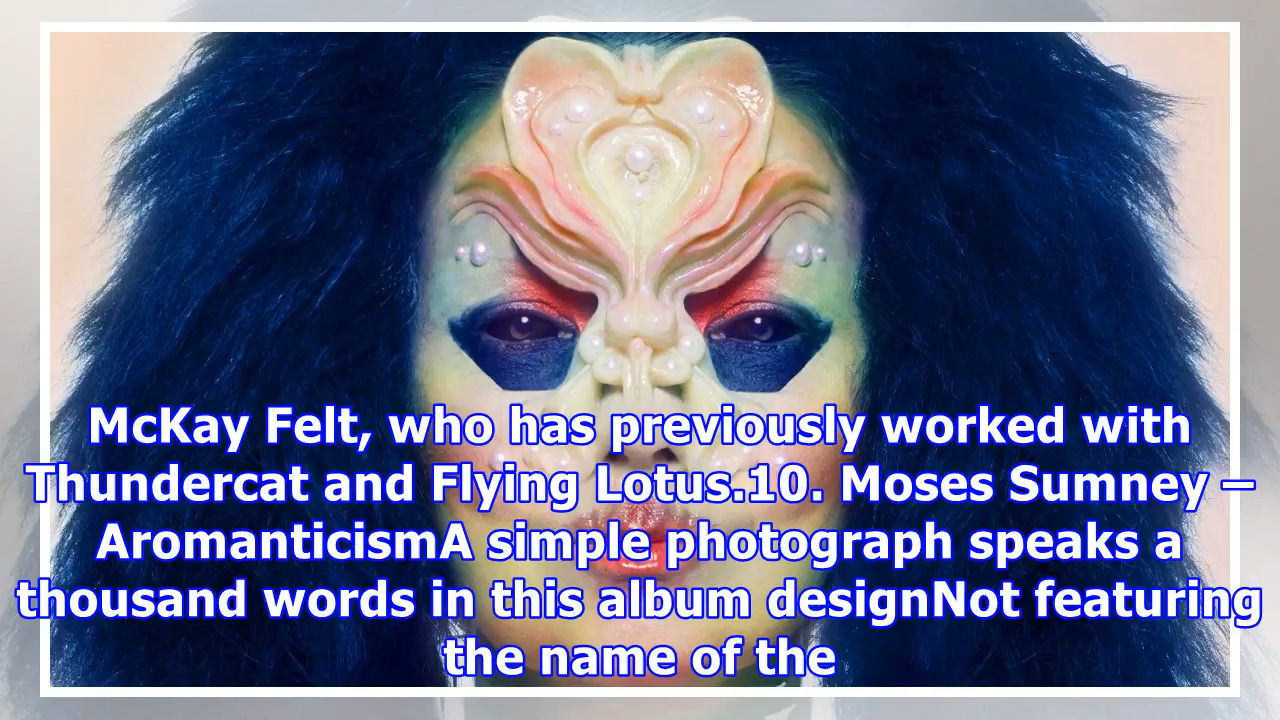 McKay Felt, who has previously worked with
Thundercat and Flying Lotus.10. Moses Sumney –
AromanticismA simple photograph speaks a
thousand words in this album designNot featuring
the name of the